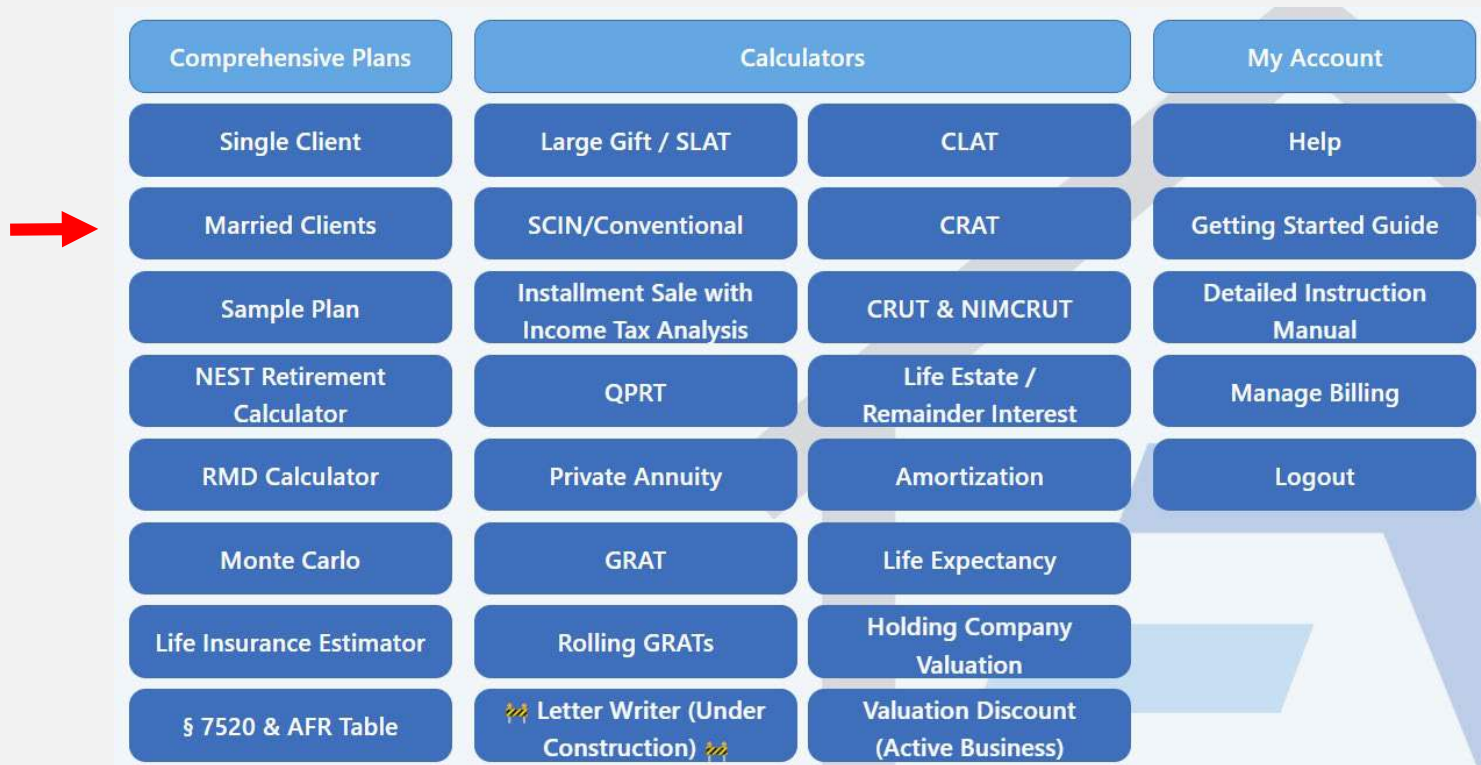 Comprehensive Plans
Calculators
My Account
Single Client
Large Gift / SLAT
CLAT
Help
Married Clients
SCIN/Conventional
CRAT
Getting Started Guide
Sample Plan
Installment Sale with
Income Tax Analysis
CRUT & NIMCRUT
Detailed Instruction
Manual
NEST Retirement
Calculator
QPRT
Life Estate /
Remainder Interest
Manage Billing
RMD Calculator
Private Annuity
Amortization
Logout
Monte Carlo
GRAT
Life Expectancy
Life Insurance Estimator
Rolling GRATs
Holding Company
Valuation
§ 7520 & AFR Table
🚧 Letter Writer (Under
Construction) 🚧
Valuation Discount
(Active Business)